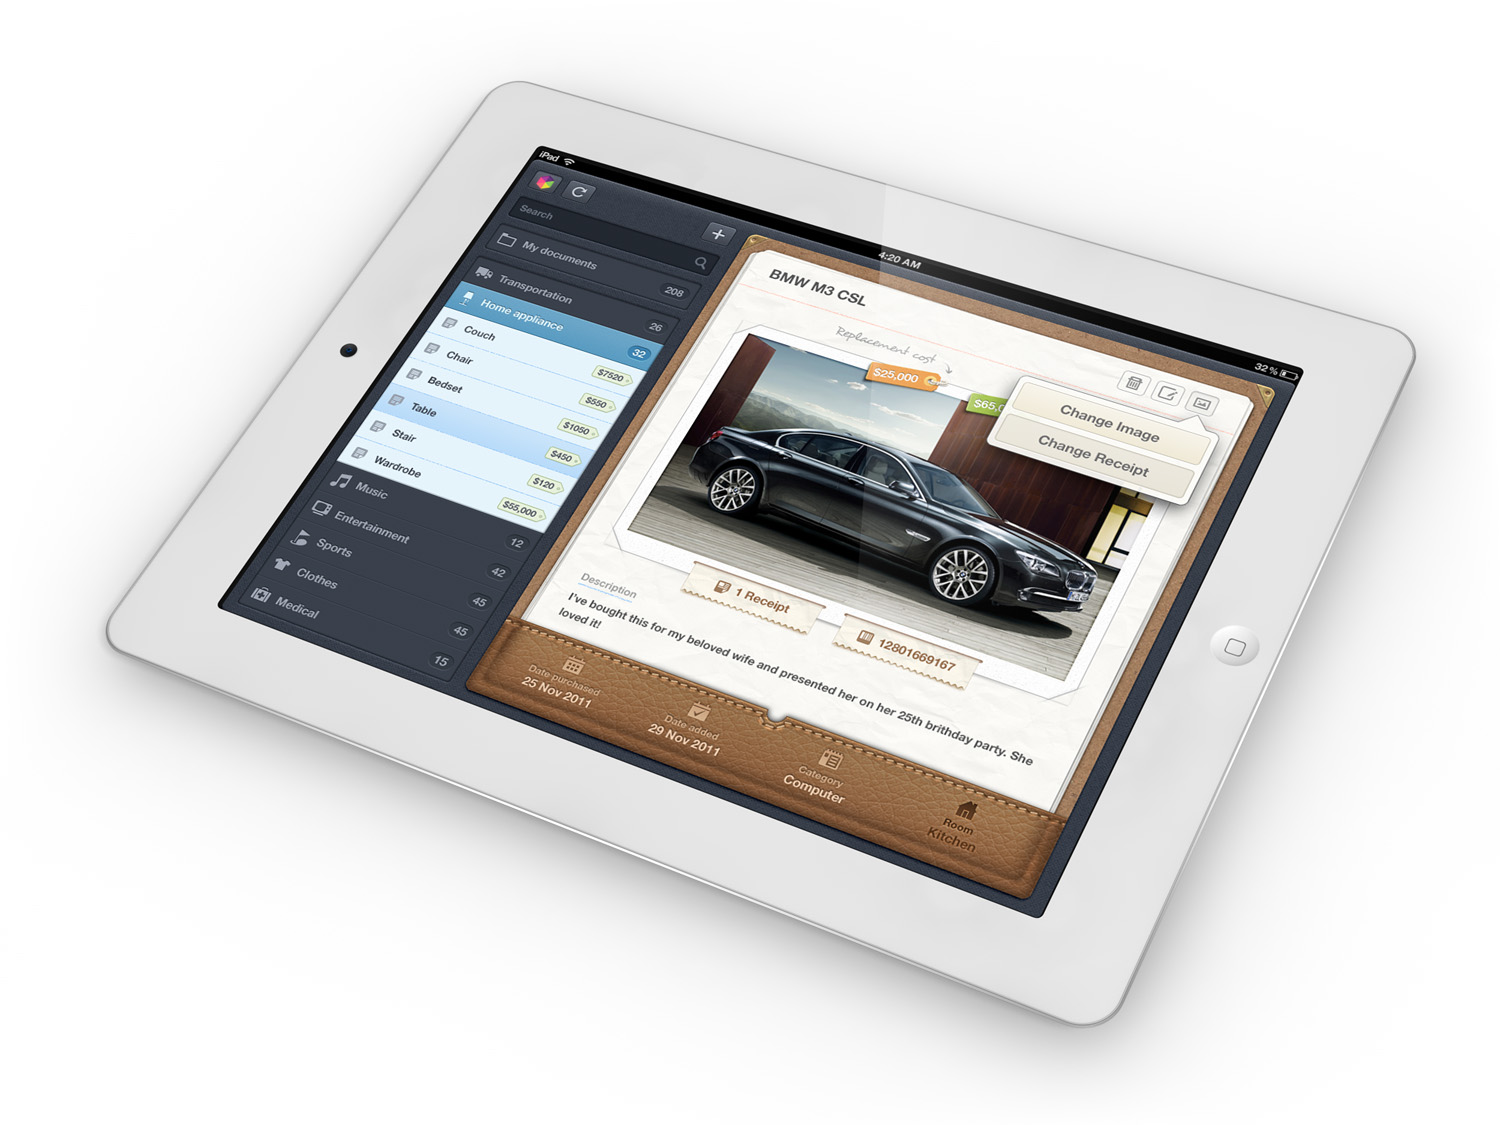 iPad
4:20 AM
32 %
Search
My documents
208
Transportation
26
Home appliance
32
Couch
$7520
Chair
$550
Bedset
$1050
Table
$450
Stair
$120
Wardrobe
$55,000
Music
12
Entertainment
42
Sports
45
Clothes
45
Medical
15
BMW M3 CSL
Replacement cost
$25,000
$65,
Change Image
Change Receipt
1 Receipt
12801669167
Description
I've bought this for my beloved wife and presented her on her 25th brithday party. She
loved it!
Date purchased
25 Nov 2011
Date added
29 Nov 2011
Category
Computer
Room
Kitchen